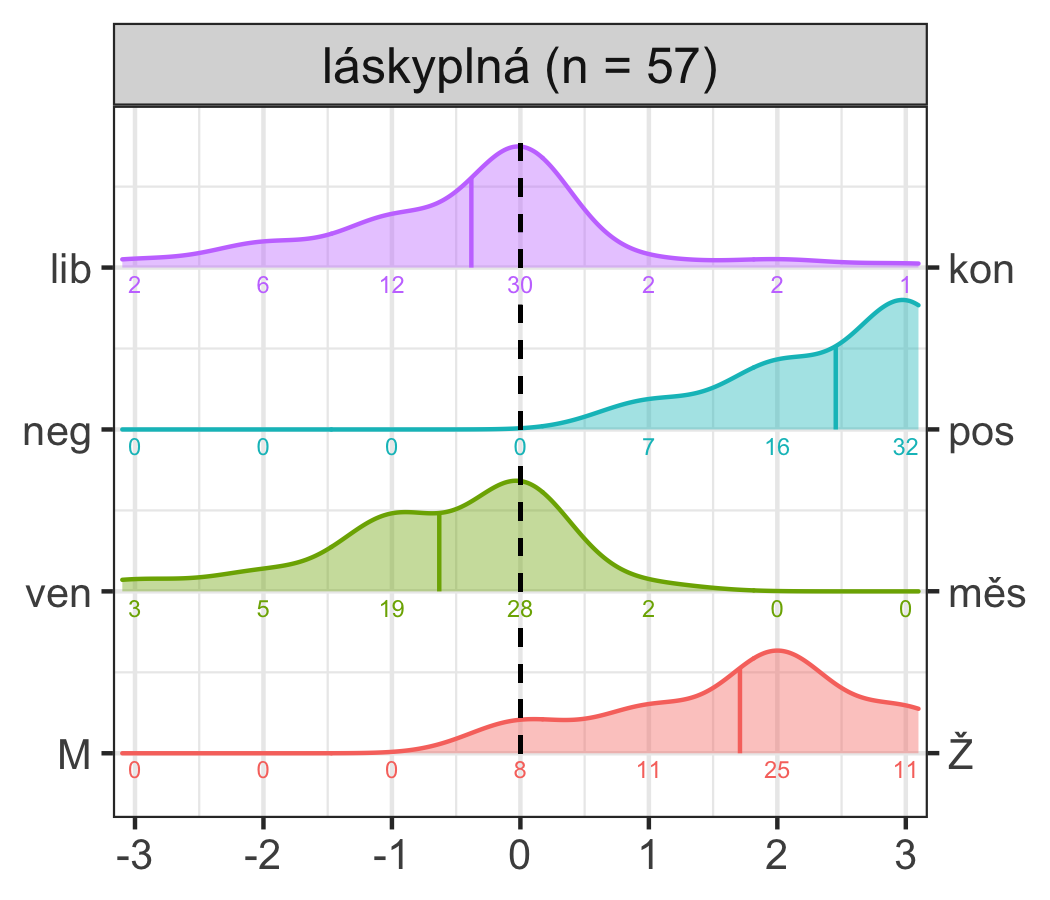 láskyplná (n = 57)
lib kon
2 6 12 30 2 2 1
neg pos
0 0 0 0 7 16 32
ven měs
3 5 19 28 2 0 0
M Ž
0 0 0 8 11 25 11
-3 -2 -1 0 1 2 3